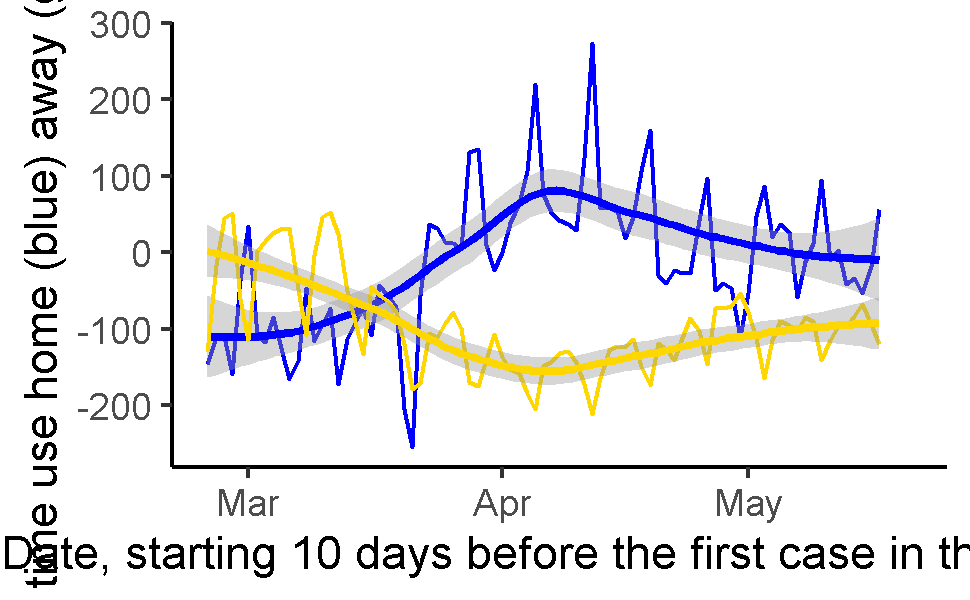 time use home (blue) away (
300
200
100
0
-100
-200
Mar Apr May
Date, starting 10 days before the first case in th